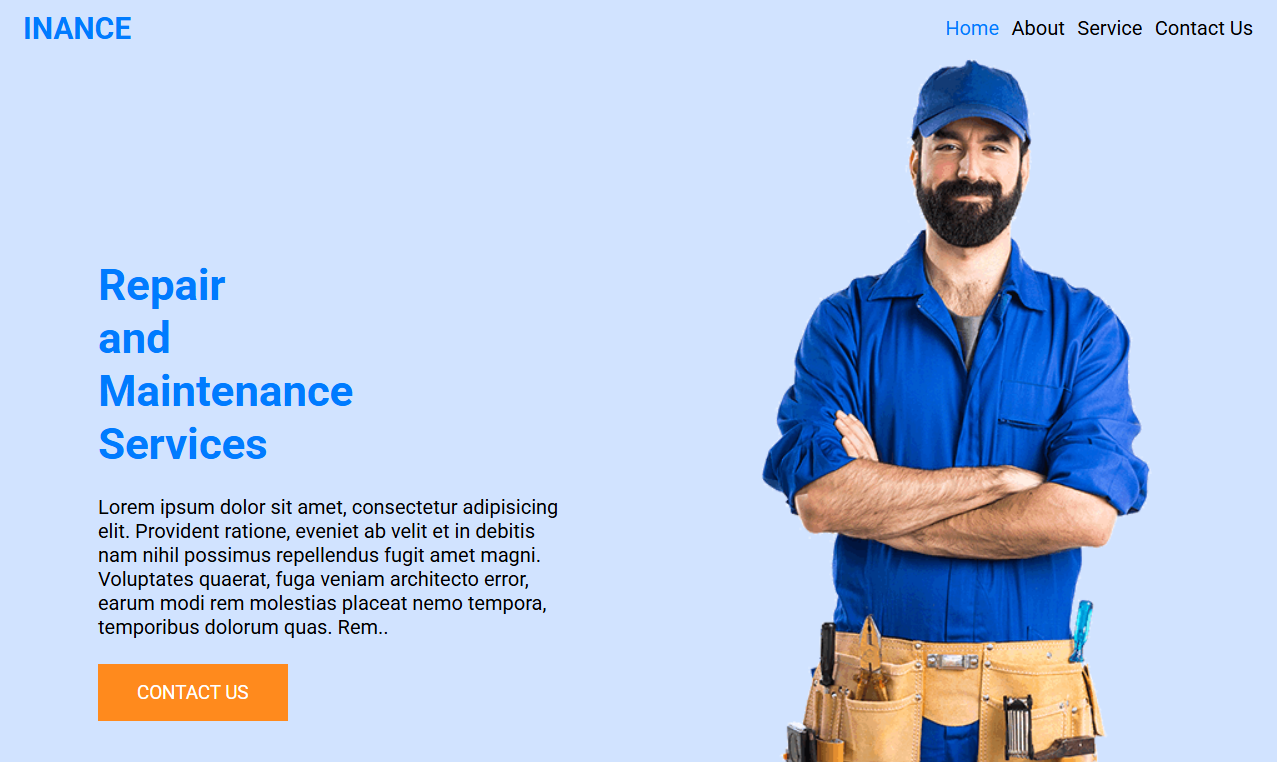 INANCE
Home About Service Contact Us
Repair
and
Maintenance
Services
Lorem ipsum dolor sit amet, consectetur adipisicing
elit. Provident ratione, eveniet ab velit et in debitis
nam nihil possimus repellendus fugit amet magni.
Voluptates quaerat, fuga veniam architecto error,
earum modi rem molestias placeat nemo tempora,
temporibus dolorum quas. Rem..
CONTACT US